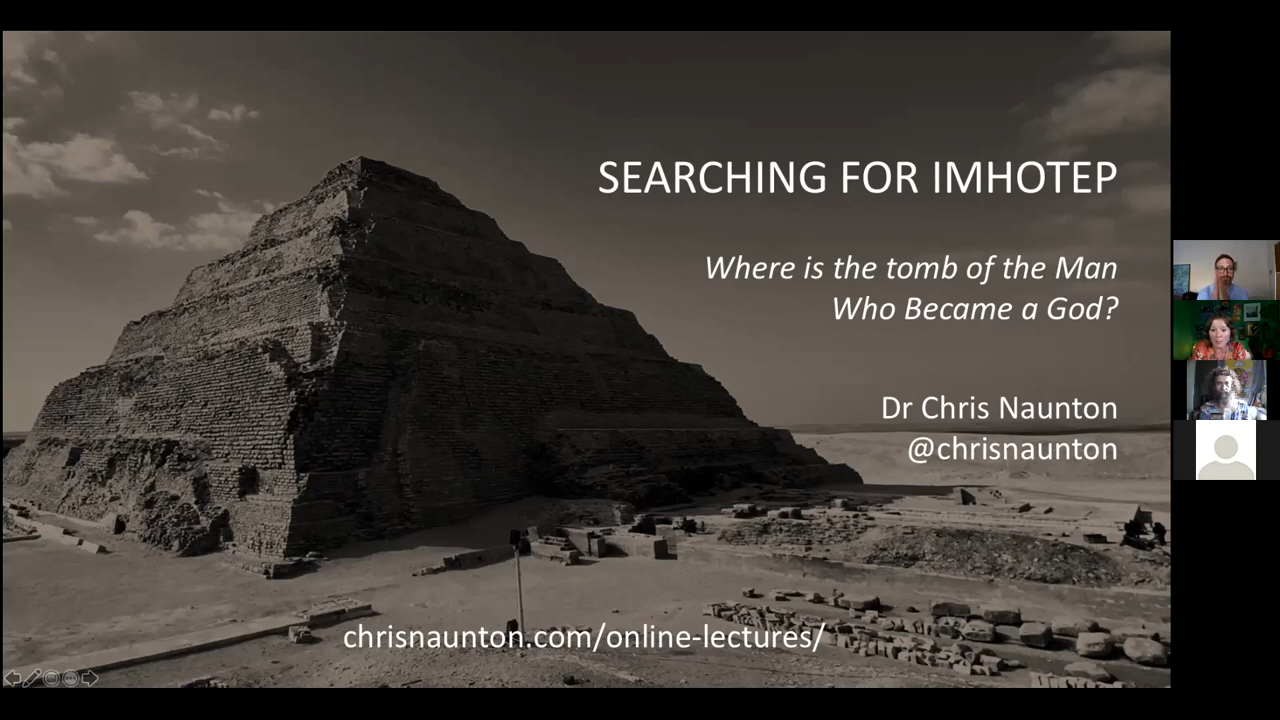 SEARCHING FOR IMHOTEP
Where is the tomb of the Man
Who Became a God?
Dr Chris Naunton
@chrisnaunton
chrisnaunton.com/online-lectures/